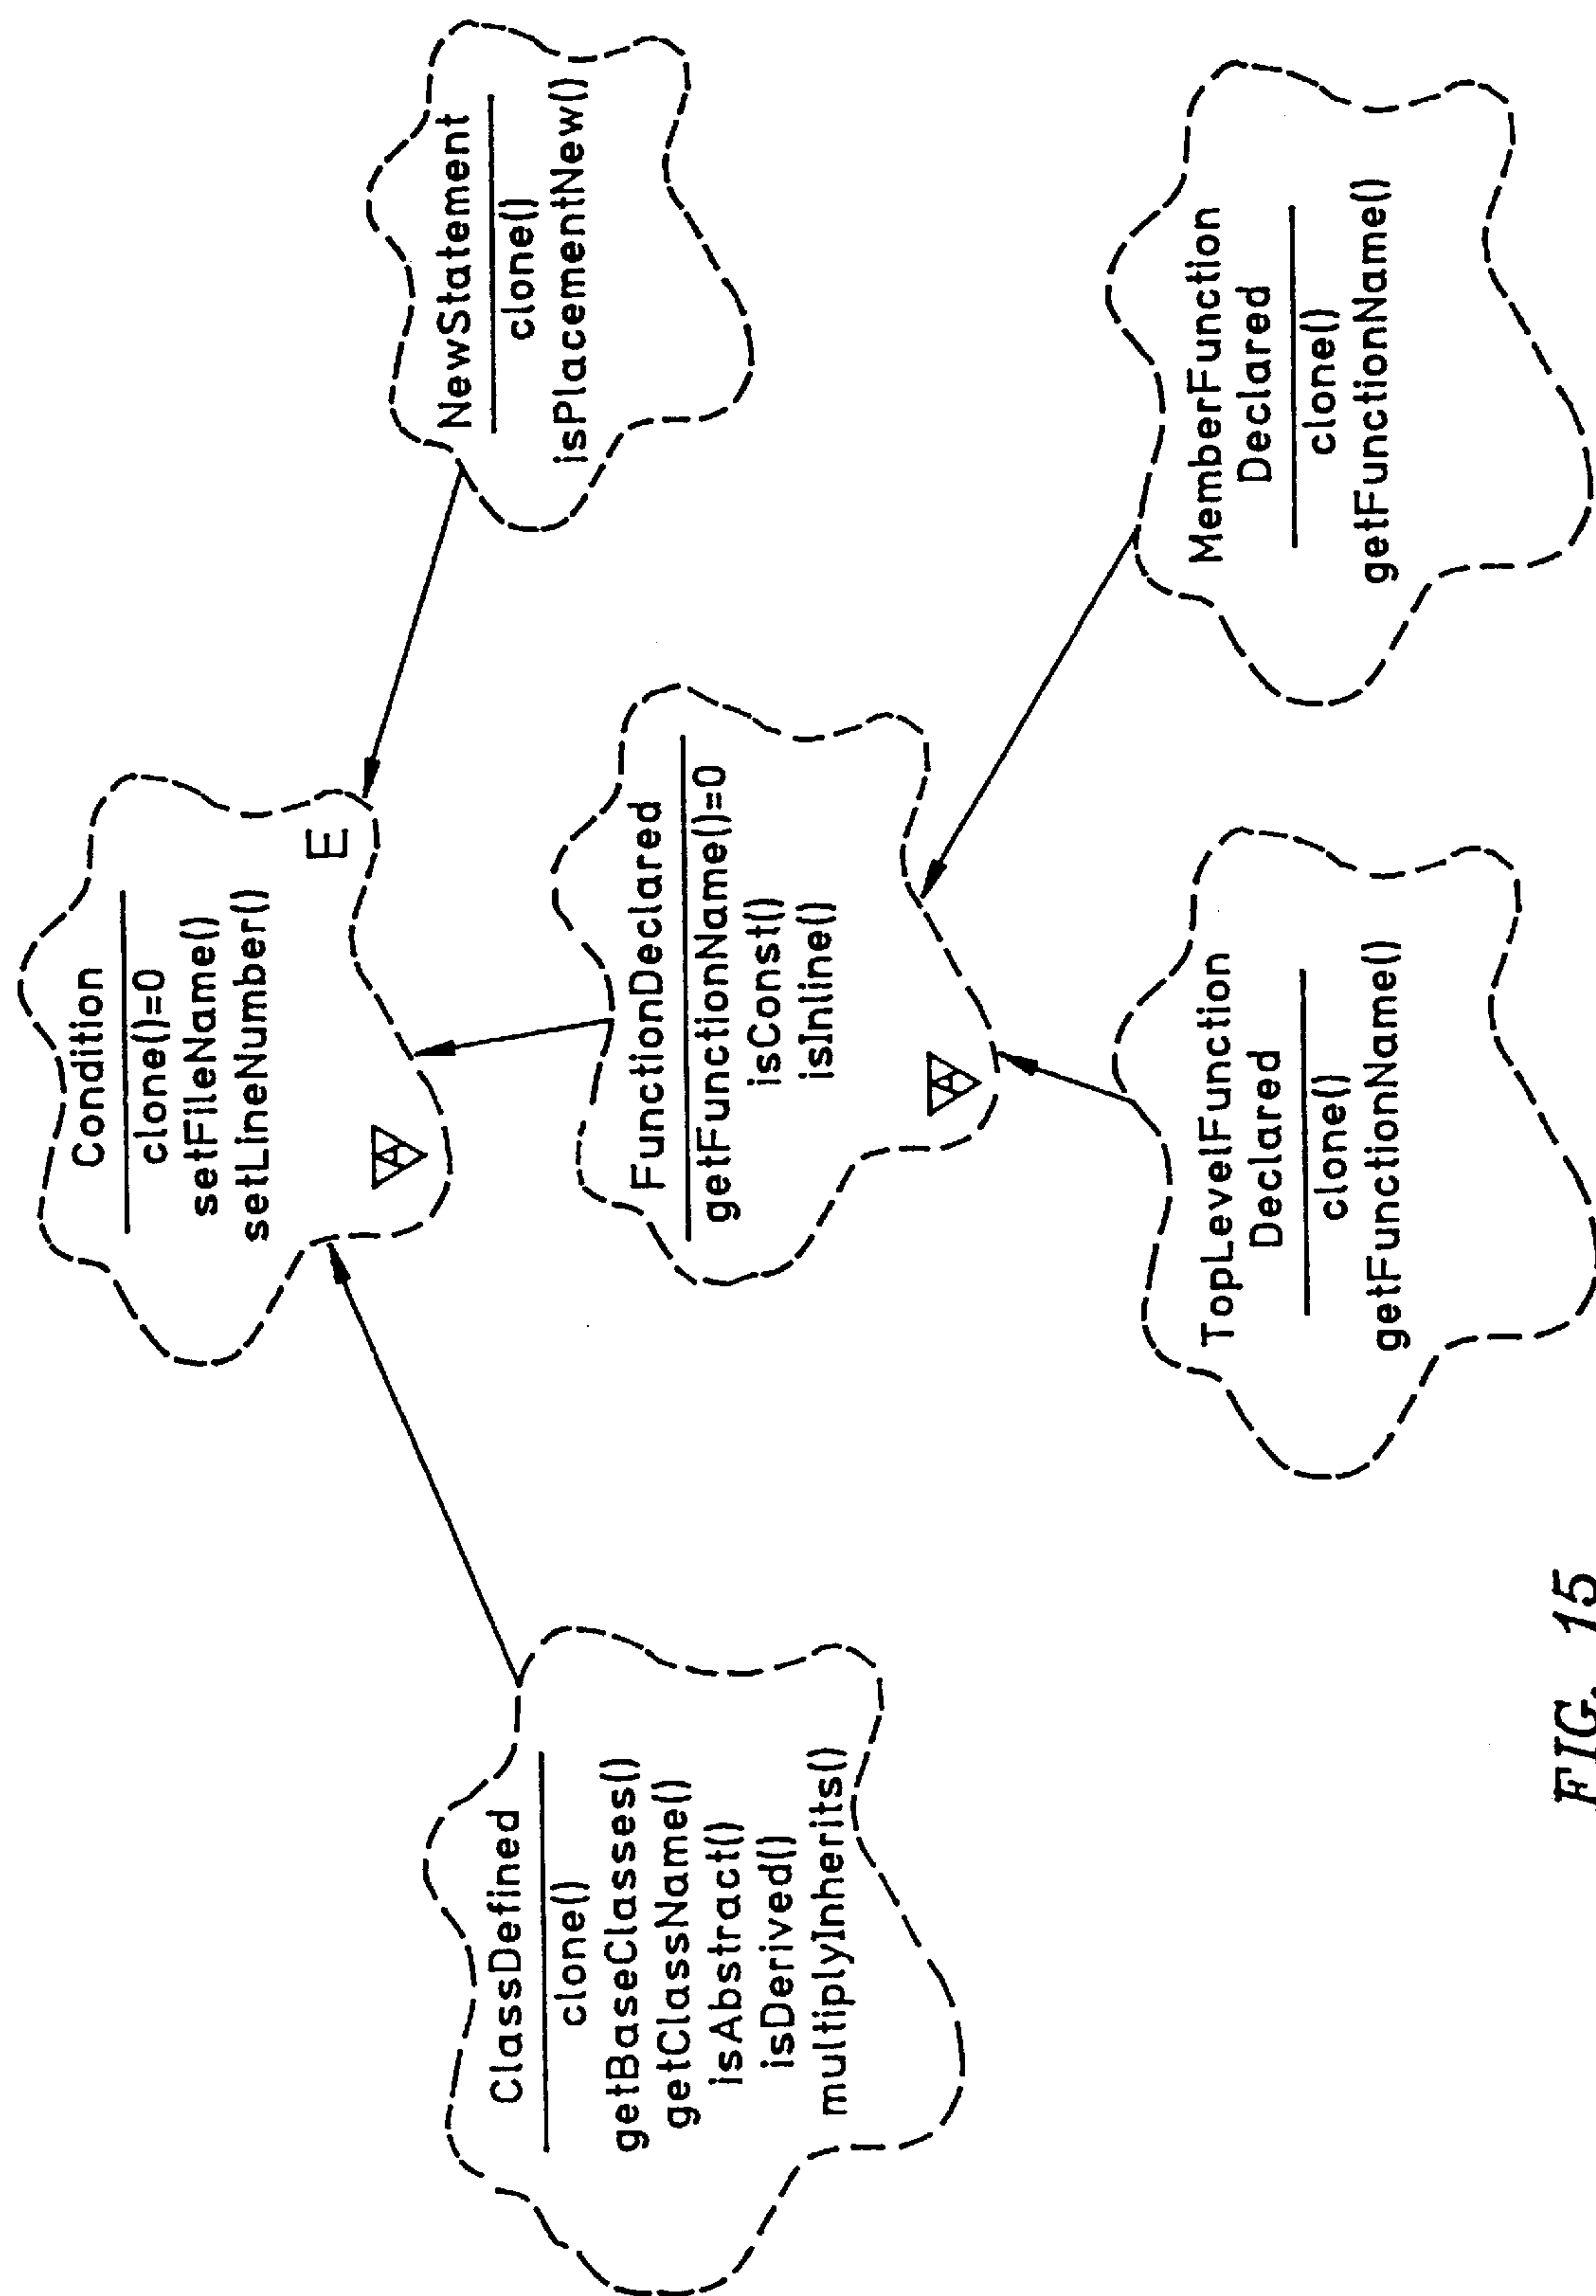 Condition
clone()=0
setFileName()
setLineNumber()
A
E
ClassDefined
clone()
getBaseClasses()
getClassName()
isAbstract()
isDerived()
multiplyInherits()
FunctionDeclared
getFunctionName()=0
isConst()
isInline()
A
NewStatement
clone()
isPlacementNew()
TopLevelFunction
Declared
clone()
getFunctionName()
MemberFunction
Declared
clone()
getFunctionName()
FIG. 15